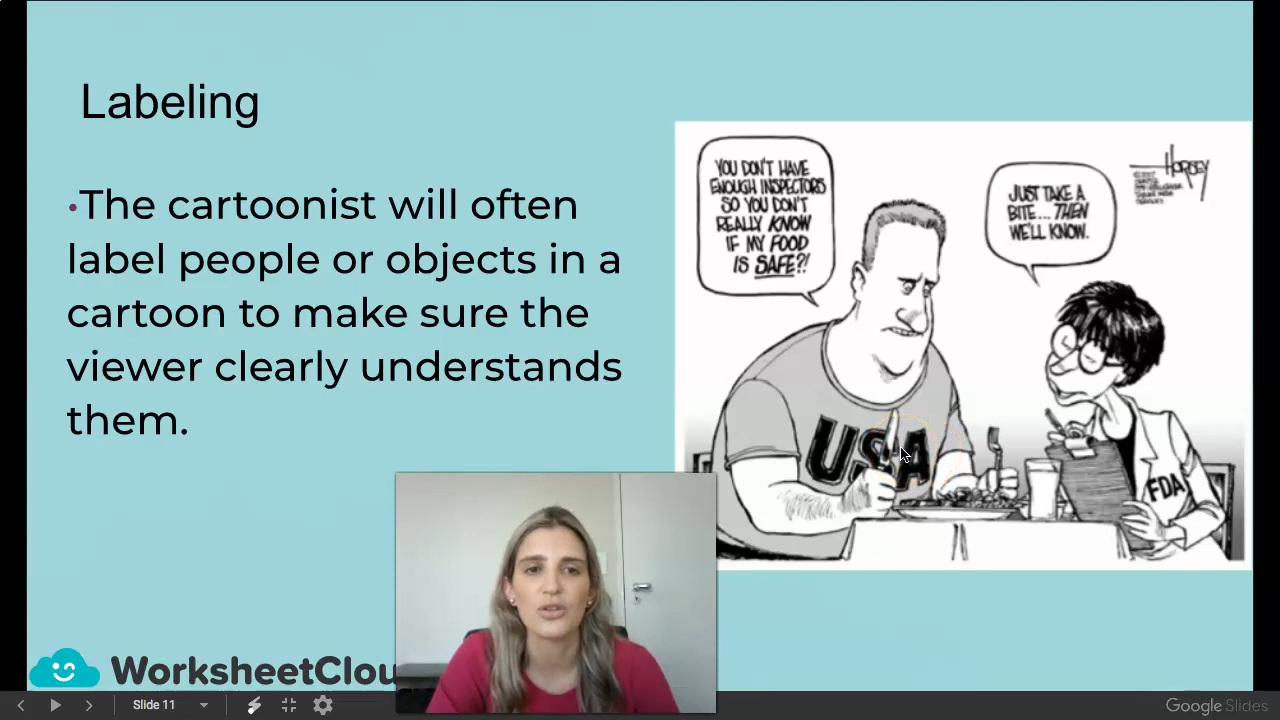 Labeling
•The cartoonist will often
label people or objects in a
cartoon to make sure the
viewer clearly understands
them.
YOU DON'T HAVE
ENOUGH INSPECTORS
SO YOU DON'T
REALLY KNOW
IF MY FOOD
IS SAFE?!
JUST TAKE A
BITE... THEN
WE'LL KNOW.
HORSEY
USA
FDA
WorksheetClou
Slide 11
Google Slides